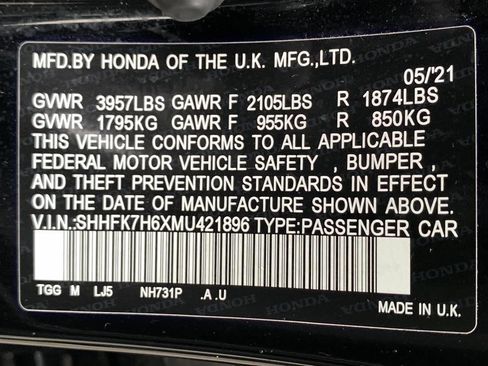 MFD.BY HONDA OF THE U.K. MFG.,LTD.
05/'21
GVWR 3957LBS GAWR F 2105LBS R 1874LBS
GVWR 1795KG GAWR F 955KG R 850KG
THIS VEHICLE CONFORMS TO ALL APPLICABLE
FEDERAL MOTOR VEHICLE SAFETY , BUMPER ,
AND THEFT PREVENTION STANDARDS IN EFFECT
ON THE DATE OF MANUFACTURE SHOWN ABOVE.
V.I.N.:SHHFK7H6XMU421896 TYPE:PASSENGER CAR
TGG M LJ5 NH731P .A .U
MADE IN U.K.